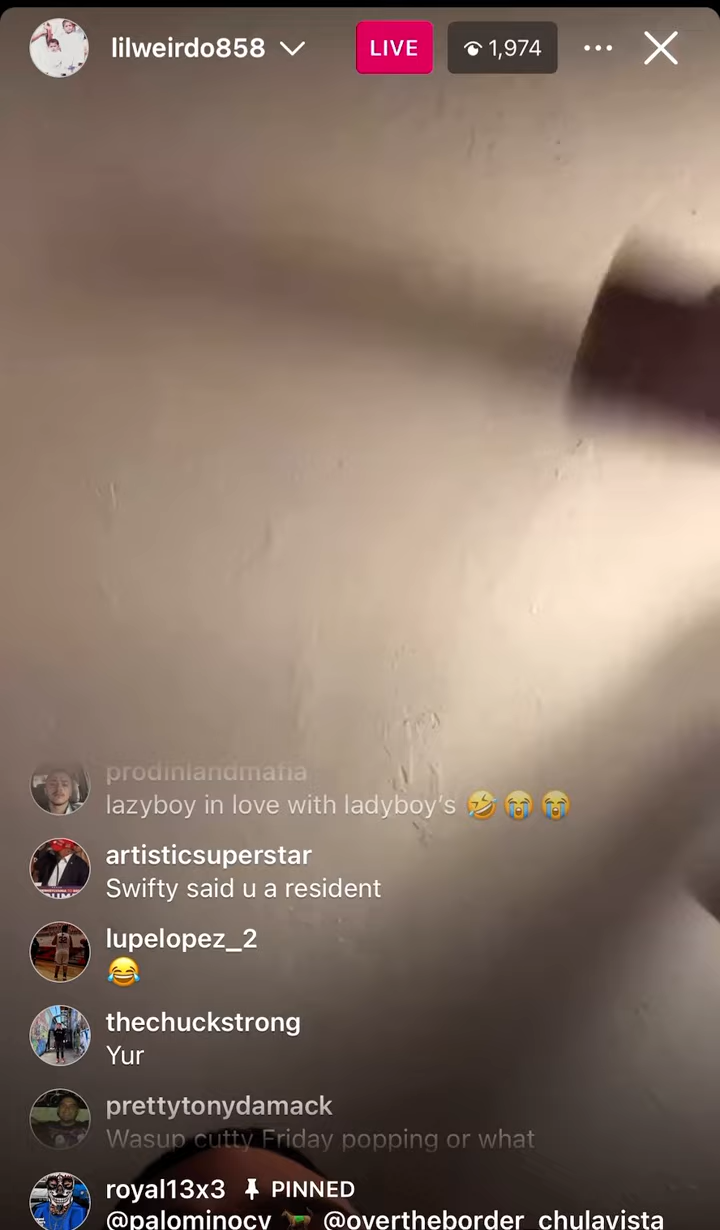 lilweirdo858
LIVE
1,974
prodinlandmafia
lazyboy in love with ladyboy's 🤣 😭 😭
artisticsuperstar
Swifty said u a resident
lupelopez_2
😂
thechuckstrong
Yur
prettytonydamack
Wasup cutty Friday popping or what
royal13x3 PINNED
@palominocv 🐎 @overtheborder_chulavista